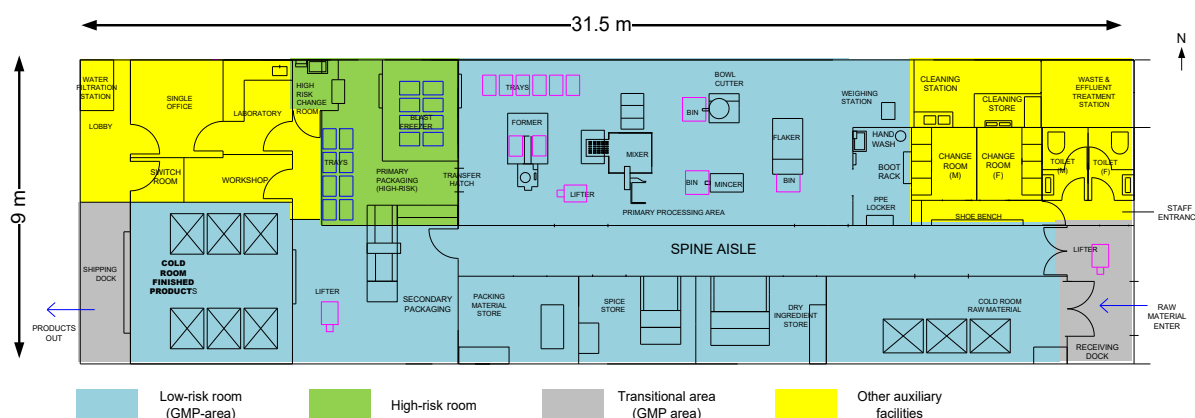 31.5 m
N
9 m
WATER
FILTRATION
STATION
LOBBY
SINGLE
OFFICE
LABORATORY
HIGH
RISK
CHANGE
ROOM
BLAST
FREEZER
TRAYS
PRIMARY
PACKAGING
(HIGH-RISK)
TRANSFER
HATCH
SWITCH
ROOM
WORKSHOP
TRAYS
FORMER
LIFTER
MIXER
BOWL
CUTTER
BIN
BIN
MINCER
FLAKER
BIN
PRIMARY PROCESSING AREA
WEIGHING
STATION
HAND
WASH
BOOT
RACK
PPE
LOCKER
CLEANING
STATION
CLEANING
STORE
WASTE &
EFFLUENT
TREATMENT
STATION
CHANGE
ROOM
(M)
CHANGE
ROOM
(F)
TOILET
(M)
TOILET
(F)
SHOE BENCH
STAFF
ENTRANC
SPINE AISLE
SHIPPING
DOCK
COLD
ROOM
FINISHED
PRODUCTS
PRODUCTS
OUT
LIFTER
SECONDARY
PACKAGING
PACKING
MATERIAL
STORE
SPICE
STORE
DRY
INGREDIENT
STORE
COLD ROOM
RAW MATERIAL
LIFTER
RAW
MATERIAL
ENTER
RECEIVING
DOCK
Low-risk room
(GMP-area)
High-risk room
Transitional area
(GMP area)
Other auxiliary
facilities